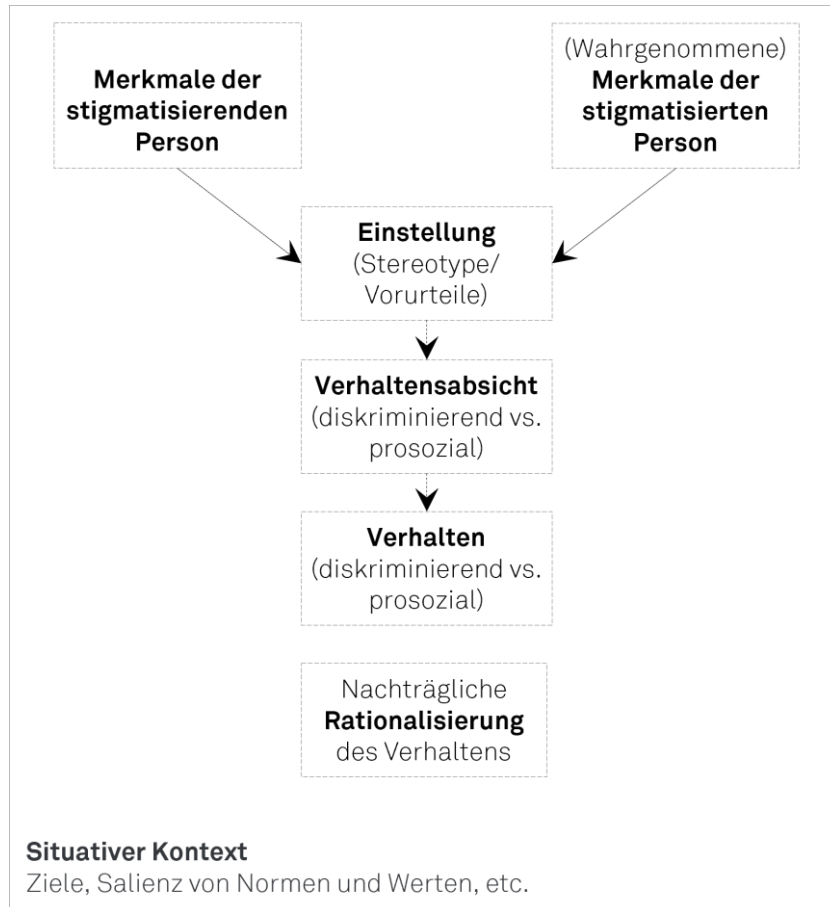 Merkmale der
stigmatisierenden
Person
(Wahrgenommene)
Merkmale der
stigmatisierten
Person
Einstellung
(Stereotype/
Vorurteile)
Verhaltensabsicht
(diskriminierend vs.
prosozial)
Verhalten
(diskriminierend vs.
prosozial)
Nachträgliche
Rationalisierung
des Verhaltens
Situativer Kontext
Ziele, Salienz von Normen und Werten, etc.